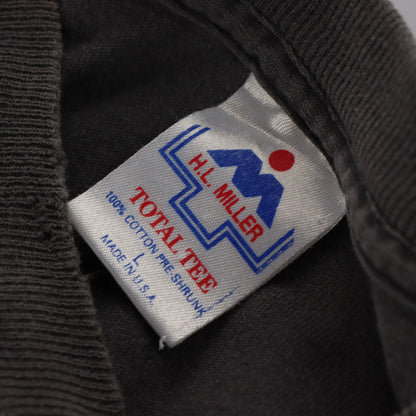 H.L. MILLER
TOTAL TEE
100% COTTON PRE-SHRUNK
L
MADE IN U.S.A.